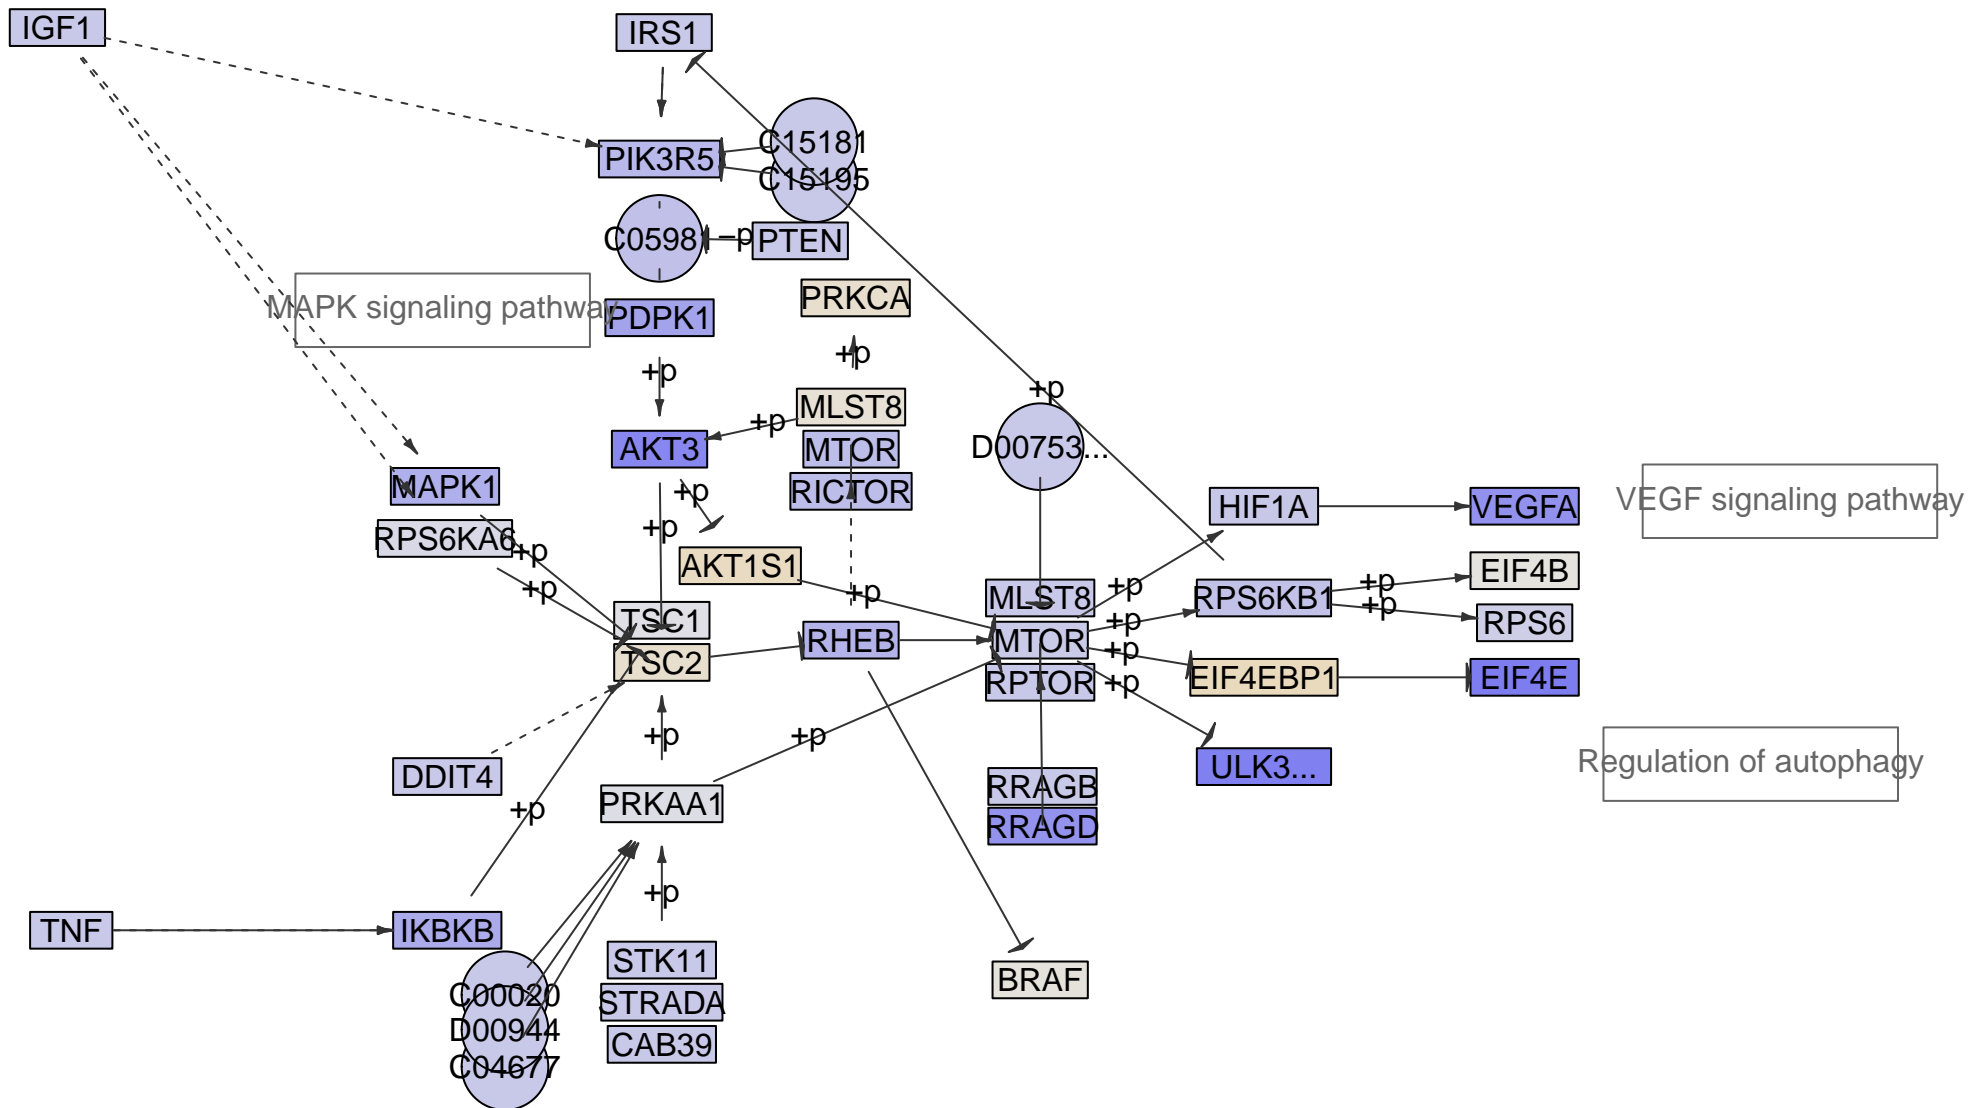 IGF1
IRS1
C15181
PIK3R5
C15195
C05981
−p
PTEN
PRKCA
MAPK signaling pathway
PDPK1
+p
+p
+p
MLST8
+p
AKT3
MTOR
D00753...
MAPK1
RICTOR
+p
VEGFA
VEGF signaling pathway
HIF1A
+p
RPS6KA6
+p
AKT1S1
EIF4B
+p
+p
+p
MLST8
+p
RPS6KB1
+p
TSC1
+p
RPS6
RHEB
MTOR
+p
TSC2
RPTOR
+p
EIF4EBP1
EIF4E
+p
+p
DDIT4
ULK3...
Regulation of autophagy
RRAGB
PRKAA1
+p
RRAGD
+p
TNF
IKBKB
STK11
BRAF
C00020
STRADA
D00944
CAB39
C04677